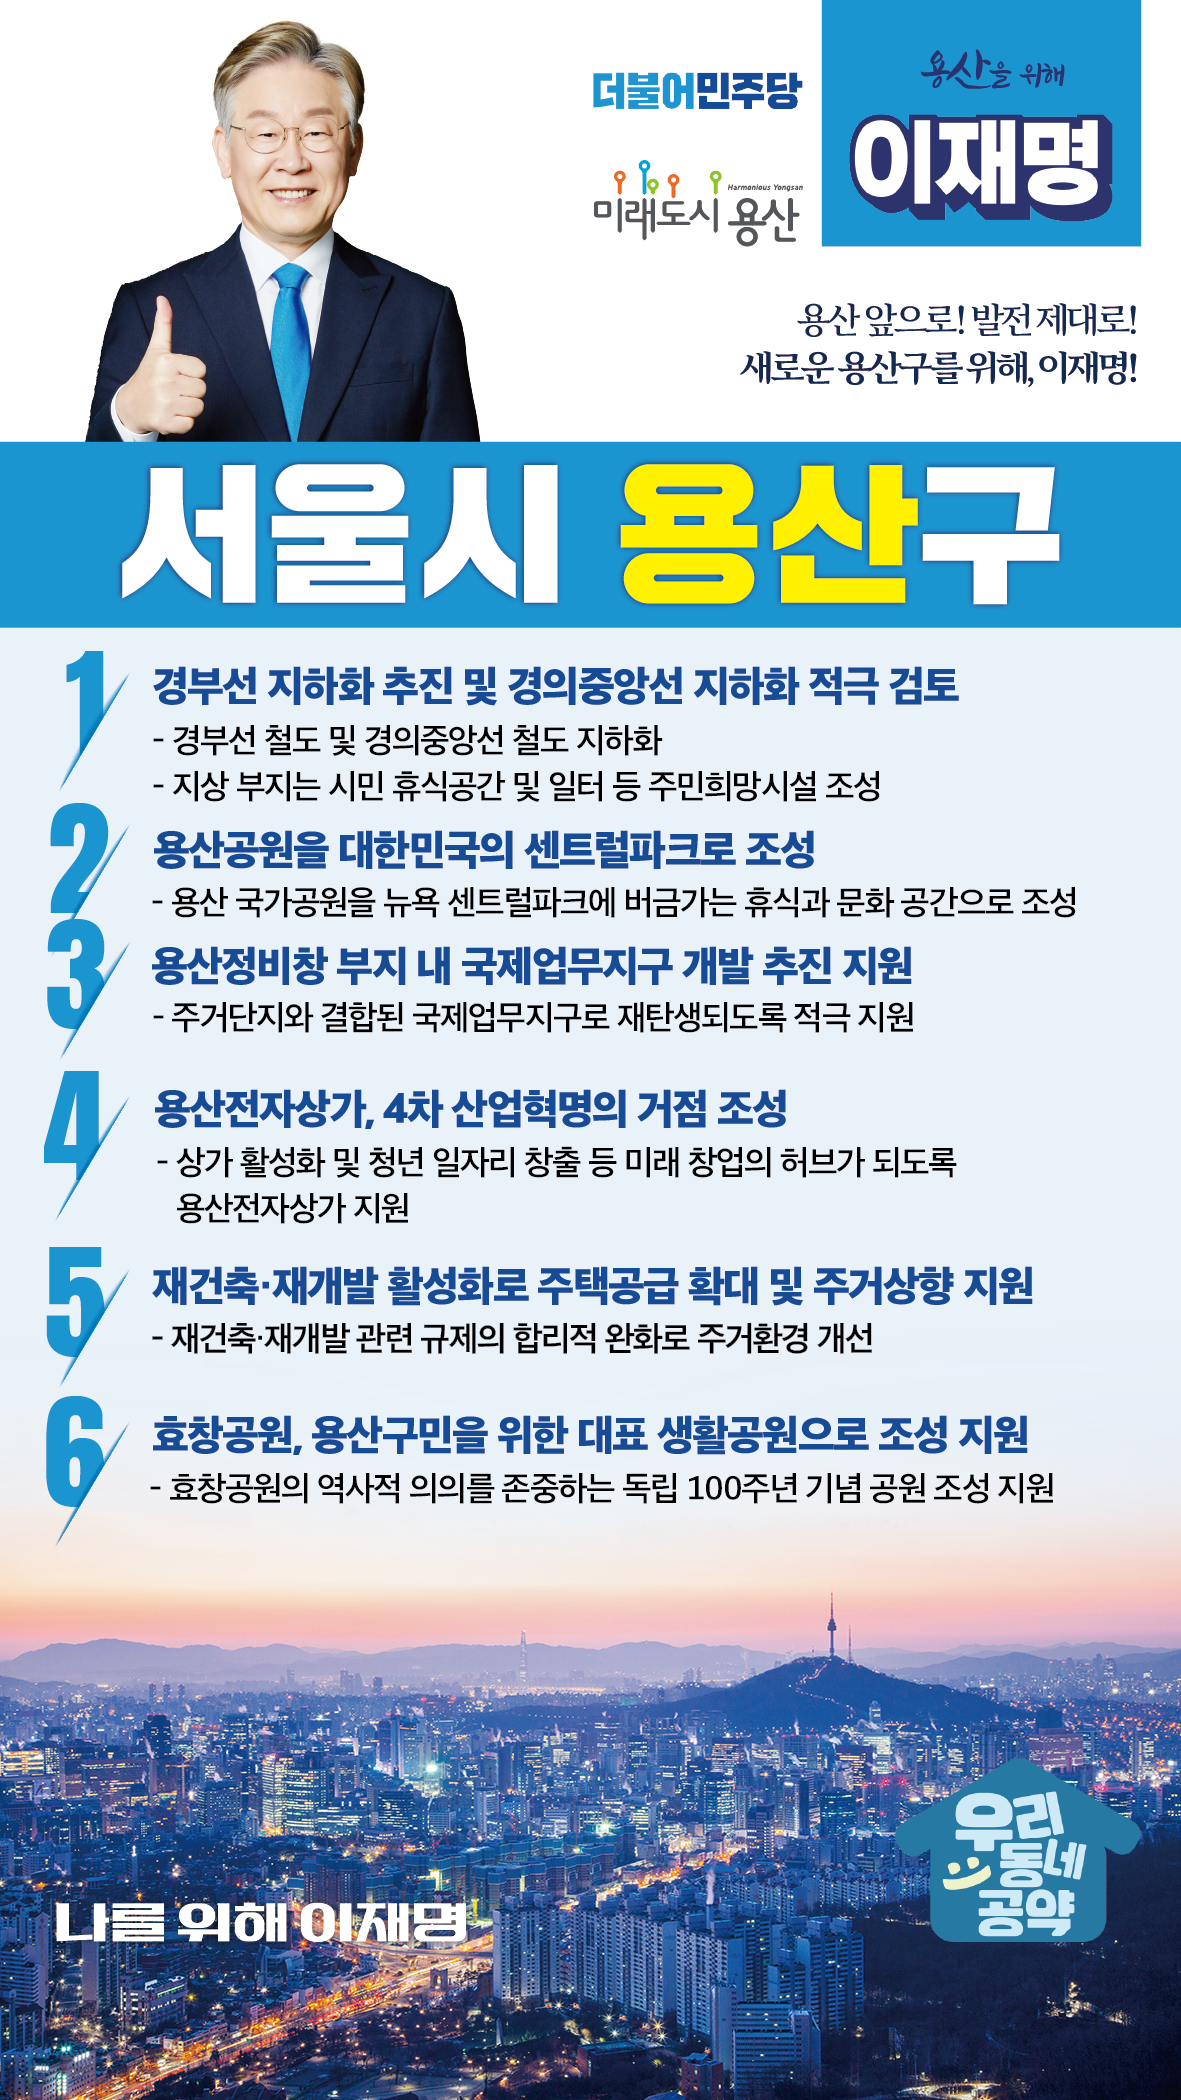 더불어민주당
Harmonious Yongsan
미래도시 용산
용산을 위해
이재명
용산 앞으로! 발전 제대로!
새로운 용산구를 위해, 이재명!
서울시 용산구
1
경부선 지하화 추진 및 경의중앙선 지하화 적극 검토
- 경부선 철도 및 경의중앙선 철도 지하화
- 지상 부지는 시민 휴식공간 및 일터 등 주민희망시설 조성
2
용산공원을 대한민국의 센트럴파크로 조성
- 용산 국가공원을 뉴욕 센트럴파크에 버금가는 휴식과 문화 공간으로 조성
3
용산정비창 부지 내 국제업무지구 개발 추진 지원
- 주거단지와 결합된 국제업무지구로 재탄생되도록 적극 지원
4
용산전자상가, 4차 산업혁명의 거점 조성
- 상가 활성화 및 청년 일자리 창출 등 미래 창업의 허브가 되도록
용산전자상가 지원
5
재건축·재개발 활성화로 주택공급 확대 및 주거상향 지원
- 재건축·재개발 관련 규제의 합리적 완화로 주거환경 개선
6
효창공원, 용산구민을 위한 대표 생활공원으로 조성 지원
- 효창공원의 역사적 의의를 존중하는 독립 100주년 기념 공원 조성 지원
나를 위해 이재명
우리
동네
공약